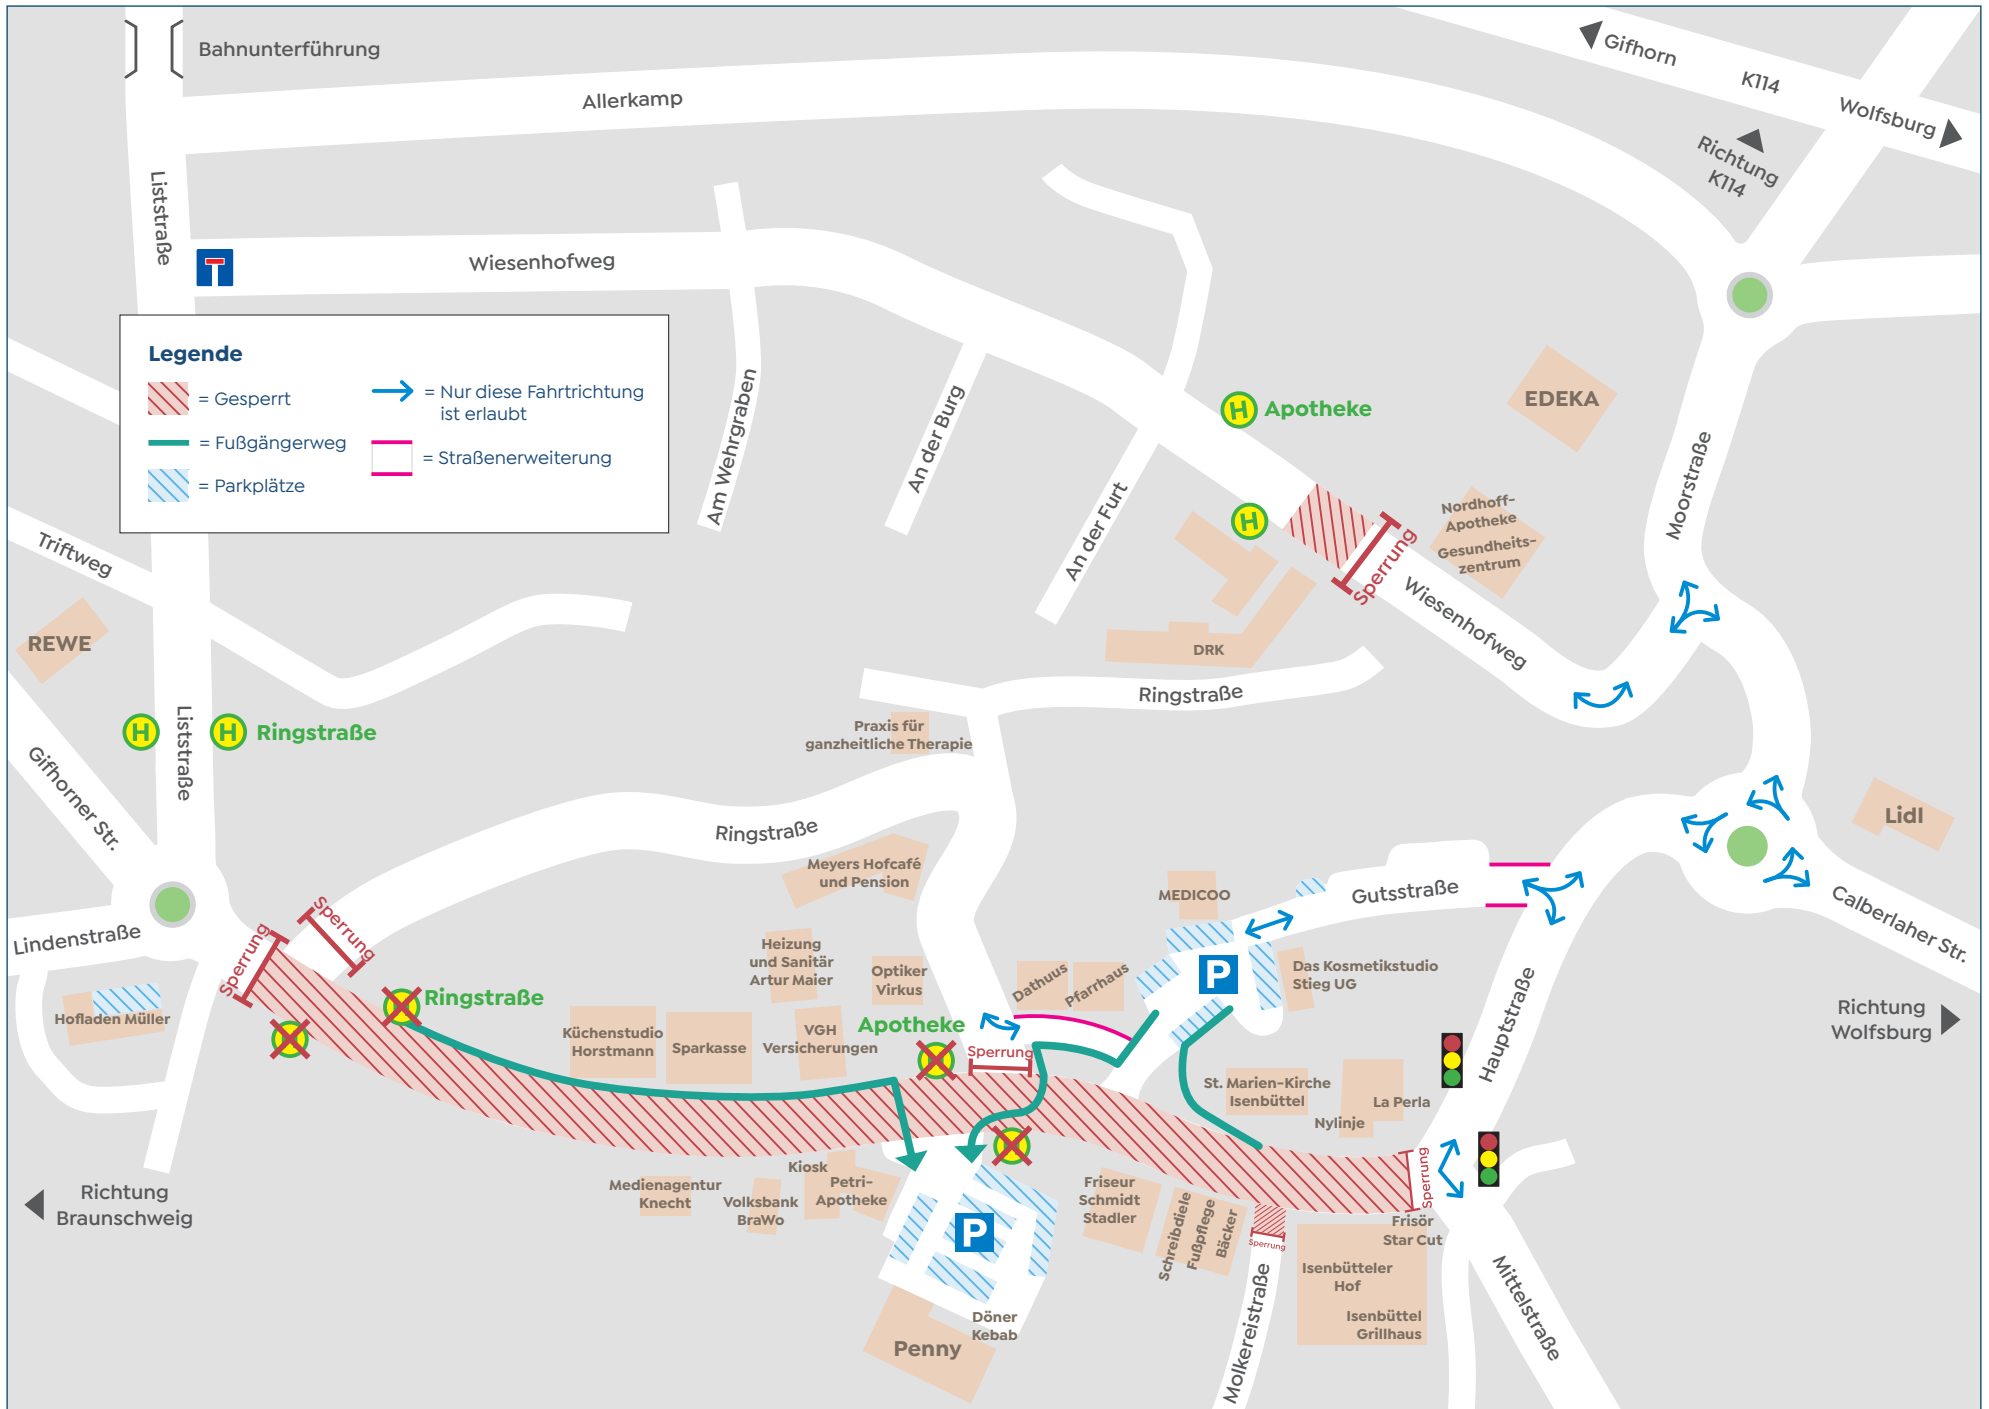 Bahnunterführung
Allerkamp
Gifhorn
K114
Wolfsburg
Richtung
K114
Liststraße
Wiesenhofweg
Legende
= Gesperrt
= Fußgängerweg
= Parkplätze
= Nur diese Fahrtrichtung
ist erlaubt
= Straßenerweiterung
Am Wehrgraben
An der Burg
An der Furt
H Apotheke
H
EDEKA
Nordhoff-
Apotheke
Gesundheits-
zentrum
Moorstraße
Sperrung
Wiesenhofweg
Triftweg
REWE
DRK
Ringstraße
H
H Ringstraße
Liststraße
Gifhorner Str.
Praxis für
ganzheitliche Therapie
Ringstraße
Meyers Hofcafé
und Pension
MEDICOO
Gutsstraße
Lidl
Calberlaher Str.
Lindenstraße
Sperrung
Sperrung
Hofladen Müller
Ringstraße
Heizung
und Sanitär
Artur Maier
Optiker
Virkus
Dathuus
Pfarrhaus
P
Das Kosmetikstudio
Stieg UG
Hauptstraße
Richtung
Wolfsburg
Küchenstudio
Horstmann
Sparkasse
VGH
Versicherungen
Apotheke
Sperrung
St. Marien-Kirche
Isenbüttel
Nylinje
La Perla
Sperrung
Richtung
Braunschweig
Medienagentur
Knecht
Volksbank
BraWo
Kiosk
Petri-
Apotheke
P
Friseur
Schmidt
Stadler
Schreibdiele
Fußpflege
Bäcker
Sperrung
Molkereistraße
Frisör
Star Cut
Isenbütteler
Hof
Isenbüttel
Grillhaus
Mittelstraße
Döner
Kebab
Penny